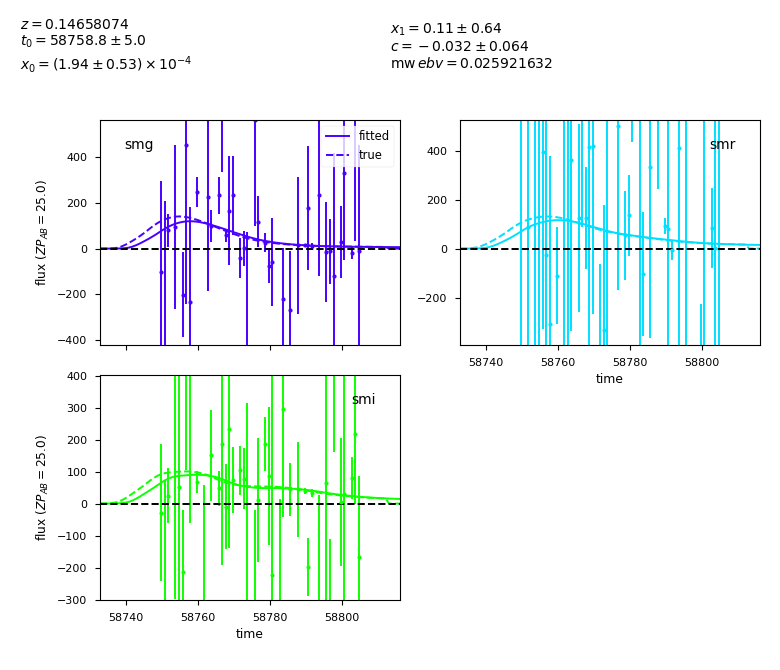 z = 0.14658074
t₀ = 58758.8 ± 5.0
x₀ = (1.94 ± 0.53) × 10⁻⁴
x₁ = 0.11 ± 0.64
c = −0.032 ± 0.064
mw ebv = 0.025921632
smg
fitted
true
400
200
0
−200
−400
flux (ZP_AB = 25.0)
smr
400
200
0
−200
58740 58760 58780 58800
time
smi
400
300
200
100
0
−100
−200
−300
flux (ZP_AB = 25.0)
58740 58760 58780 58800
time